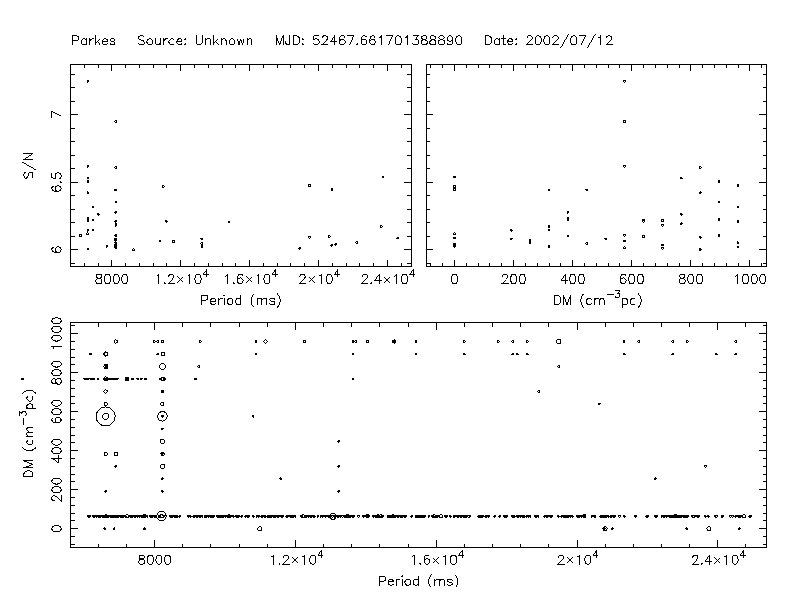 Parkes Source: Unknown MJD: 52467.661701388890 Date: 2002/07/12
S/N
7
6.5
6
8000 1.2×10⁴ 1.6×10⁴ 2×10⁴ 2.4×10⁴
Period (ms)
0 200 400 600 800 1000
DM (cm⁻³pc)
DM (cm⁻³pc)
1000
800
600
400
200
0
8000 1.2×10⁴ 1.6×10⁴ 2×10⁴ 2.4×10⁴
Period (ms)